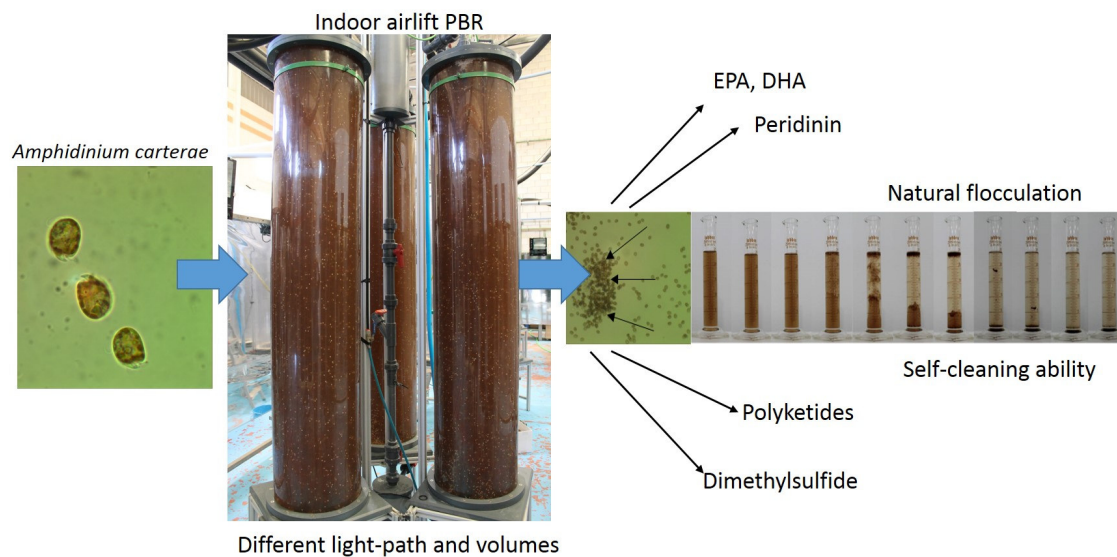 Indoor airlift PBR
Amphidinium carterae
EPA, DHA
Peridinin
Natural flocculation
Self-cleaning ability
Polyketides
Dimethylsulfide
Different light-path and volumes